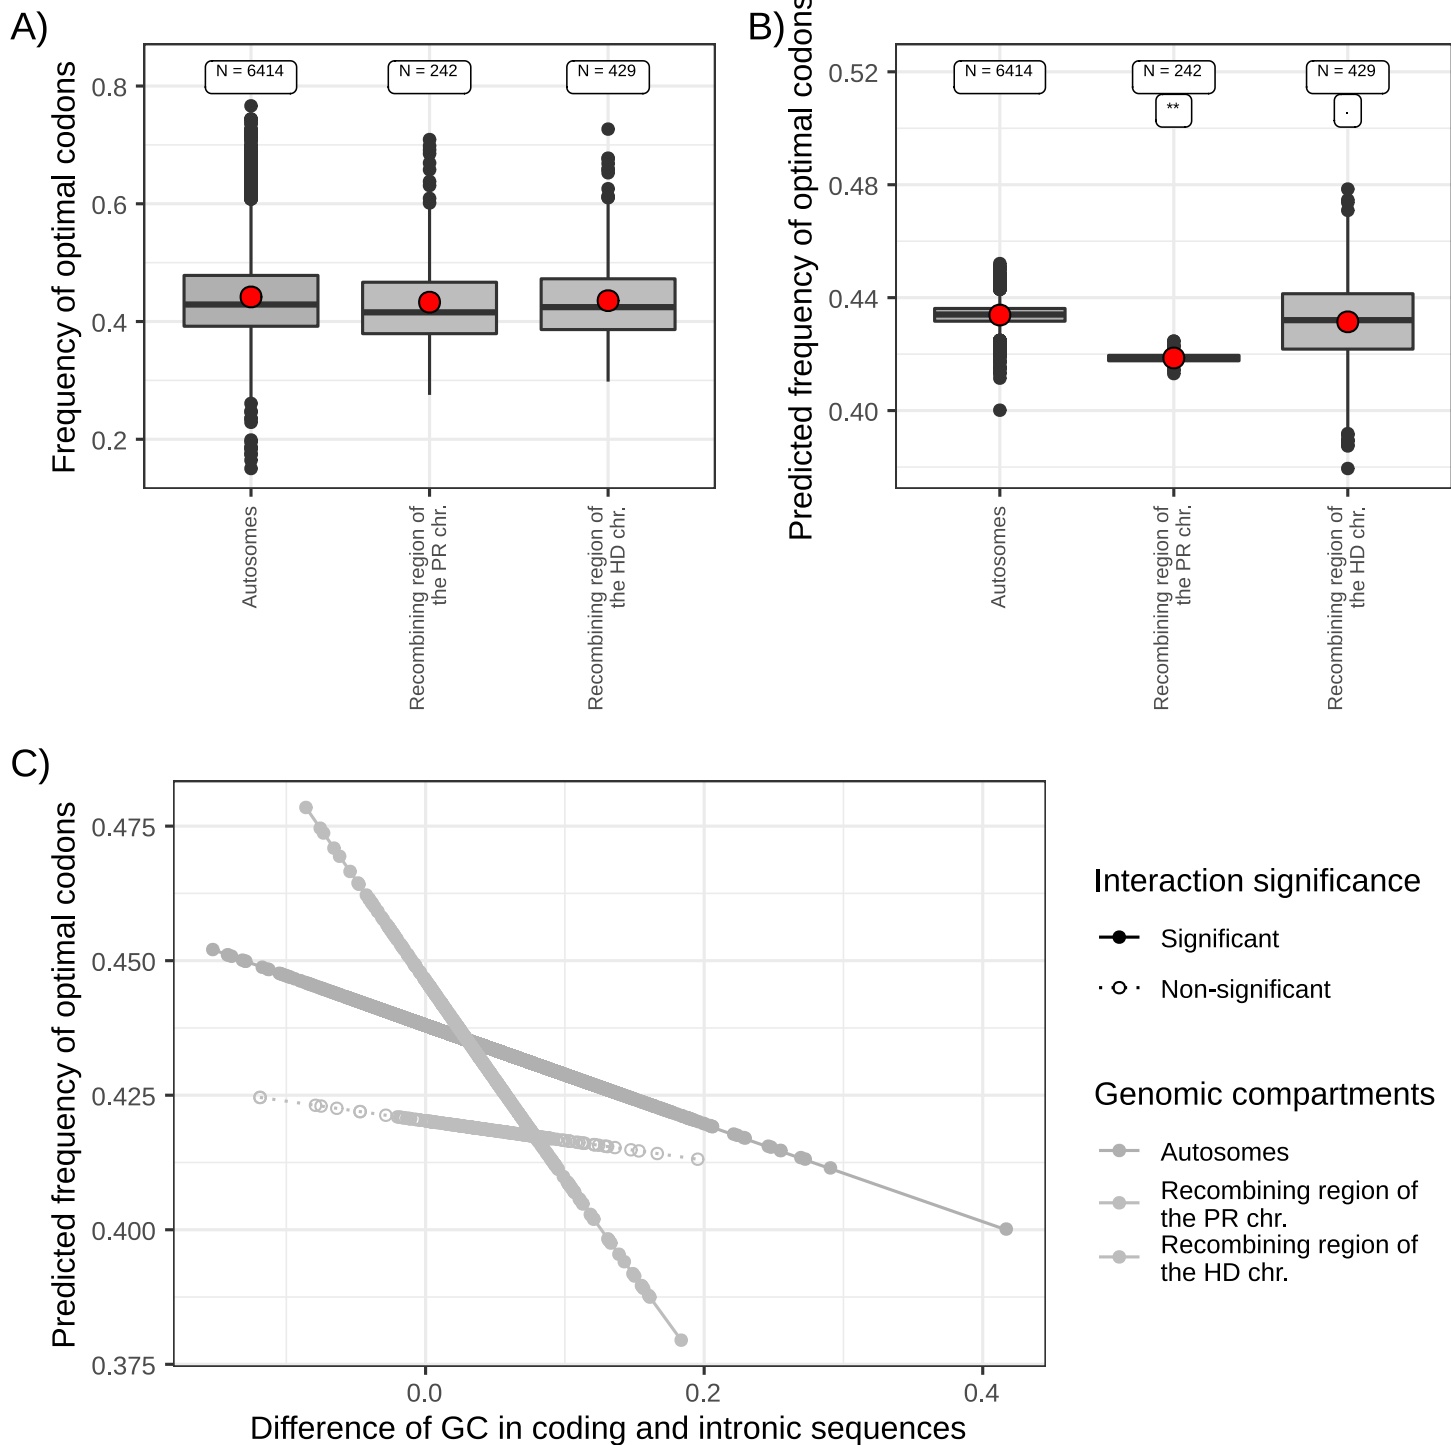 A)
Frequency of optimal codons
0.8
0.6
0.4
0.2
N = 6414
N = 242
N = 429
Autosomes
Recombining region of
the PR chr.
Recombining region of
the HD chr.
B)
Predicted frequency of optimal codons
0.52
0.48
0.44
0.40
N = 6414
N = 242
N = 429
**
.
Autosomes
Recombining region of
the PR chr.
Recombining region of
the HD chr.
C)
Predicted frequency of optimal codons
0.475
0.450
0.425
0.400
0.375
0.0
0.2
0.4
Difference of GC in coding and intronic sequences
Interaction significance
Significant
Non-significant
Genomic compartments
Autosomes
Recombining region of
the PR chr.
Recombining region of
the HD chr.